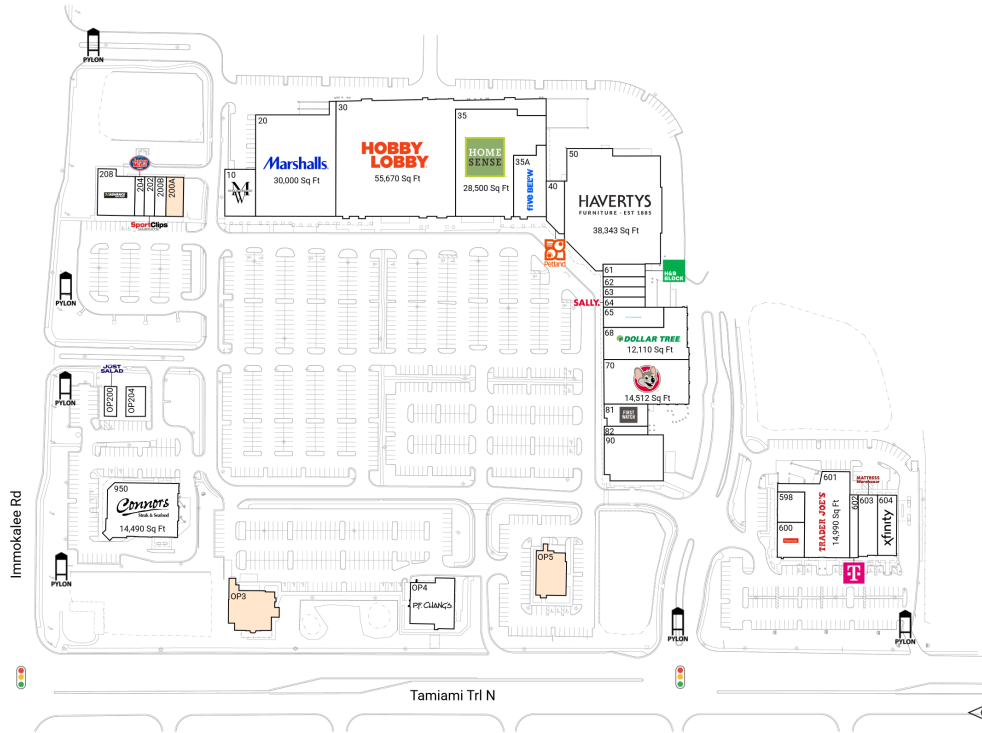 PYLON
30
20
35
HOBBY
LOBBY
HOME
SENSE
Marshalls
30,000 Sq Ft
55,670 Sq Ft
28,500 Sq Ft
35A
five BEL°W
50
40
HAVERTYS
FURNITURE · EST 1885
38,343 Sq Ft
10
M
W
208
204
202
200B
200A
SportClips
HAIRCUTS
Petland
61
62
63
64
65
H&R
BLOCK
SALLY
PYLON
68
DOLLAR TREE
12,110 Sq Ft
70
14,512 Sq Ft
JUST
SALAD
PYLON
OP200
OP204
81
FIRST
WATCH
82
90
950
Connors
Steak & Seafood
14,490 Sq Ft
Immokalee Rd
601
MATTRESS
598
600
TRADER JOE'S
14,990 Sq Ft
602
603
604
xfinity
T
PYLON
OP3
OP4
P.F. CHANG'S
OP5
PYLON
PYLON
Tamiami Trl N